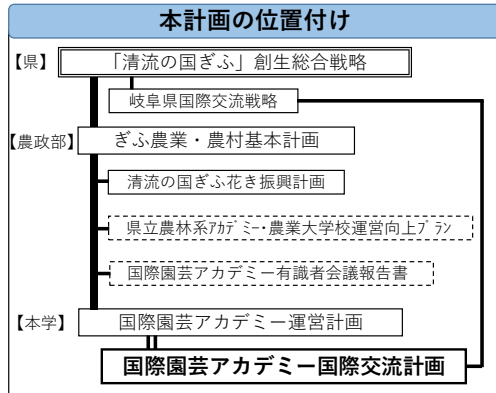 本計画の位置付け
【県】 「清流の国ぎふ」創生総合戦略
岐阜県国際交流戦略
【農政部】 ぎふ農業・農村基本計画
清流の国ぎふ花き振興計画
県立農林系ｱｶﾃﾞﾐｰ・農業大学校運営向上ﾌﾟﾗﾝ
国際園芸アカデミー有識者会議報告書
【本学】 国際園芸アカデミー運営計画
国際園芸アカデミー国際交流計画